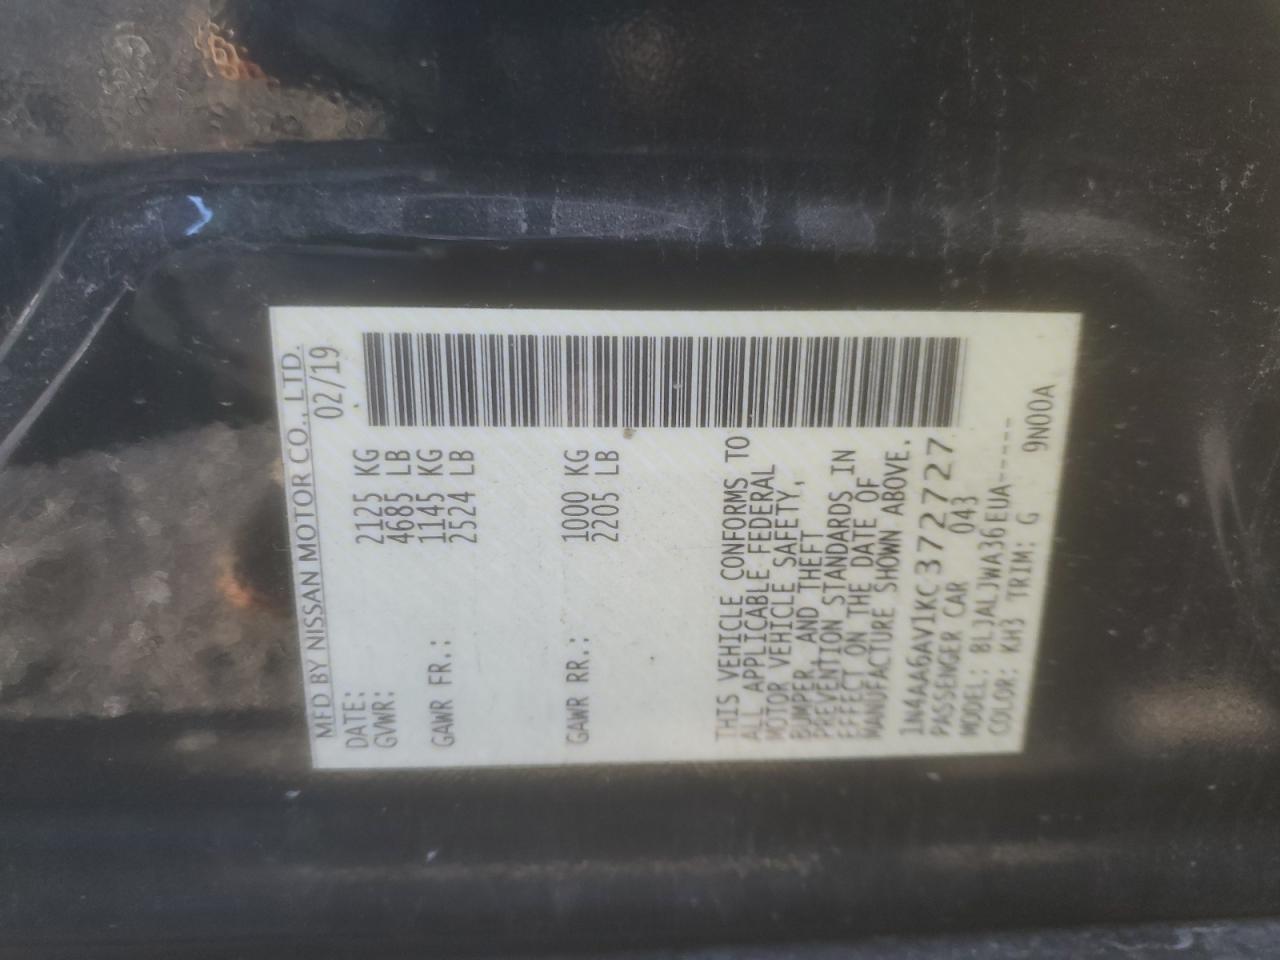 MFD BY NISSAN MOTOR CO., LTD.
DATE: 02/19
GVWR: 2125 KG
4685 LB
GAWR FR.: 1145 KG
2524 LB
GAWR RR.: 1000 KG
2205 LB
THIS VEHICLE CONFORMS TO
ALL APPLICABLE FEDERAL
MOTOR VEHICLE SAFETY,
BUMPER, AND THEFT
PREVENTION STANDARDS IN
EFFECT ON THE DATE OF
MANUFACTURE SHOWN ABOVE.
1N4AA6AV1KC372727
PASSENGER CAR 043
MODEL: BLJALJWA36EUA-----
COLOR: KH3 TRIM: G 9N00A